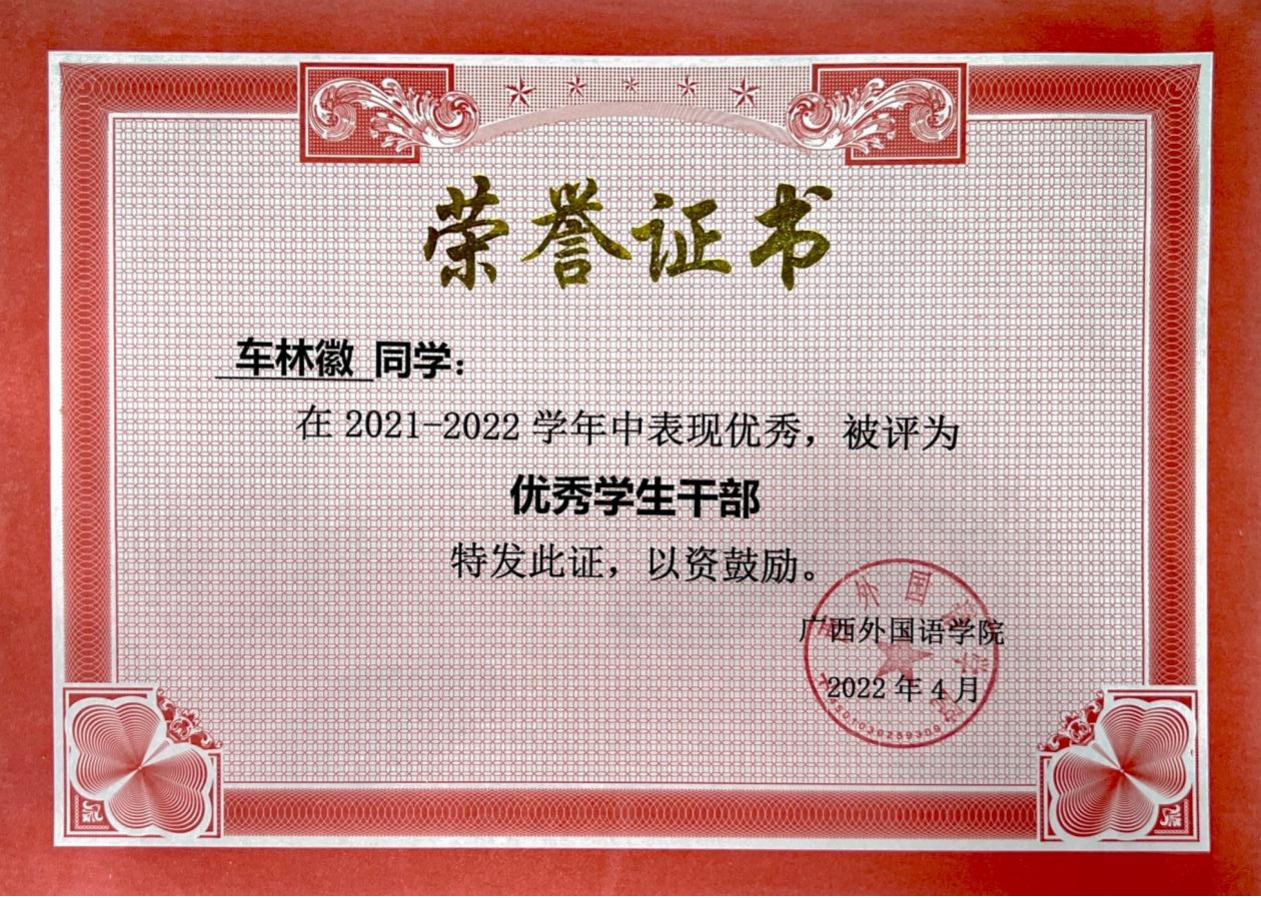 荣誉证书
车林徽 同学：
在 2021-2022 学年中表现优秀，被评为
优秀学生干部
特发此证，以资鼓励。
广西外国语学院
2022 年 4 月